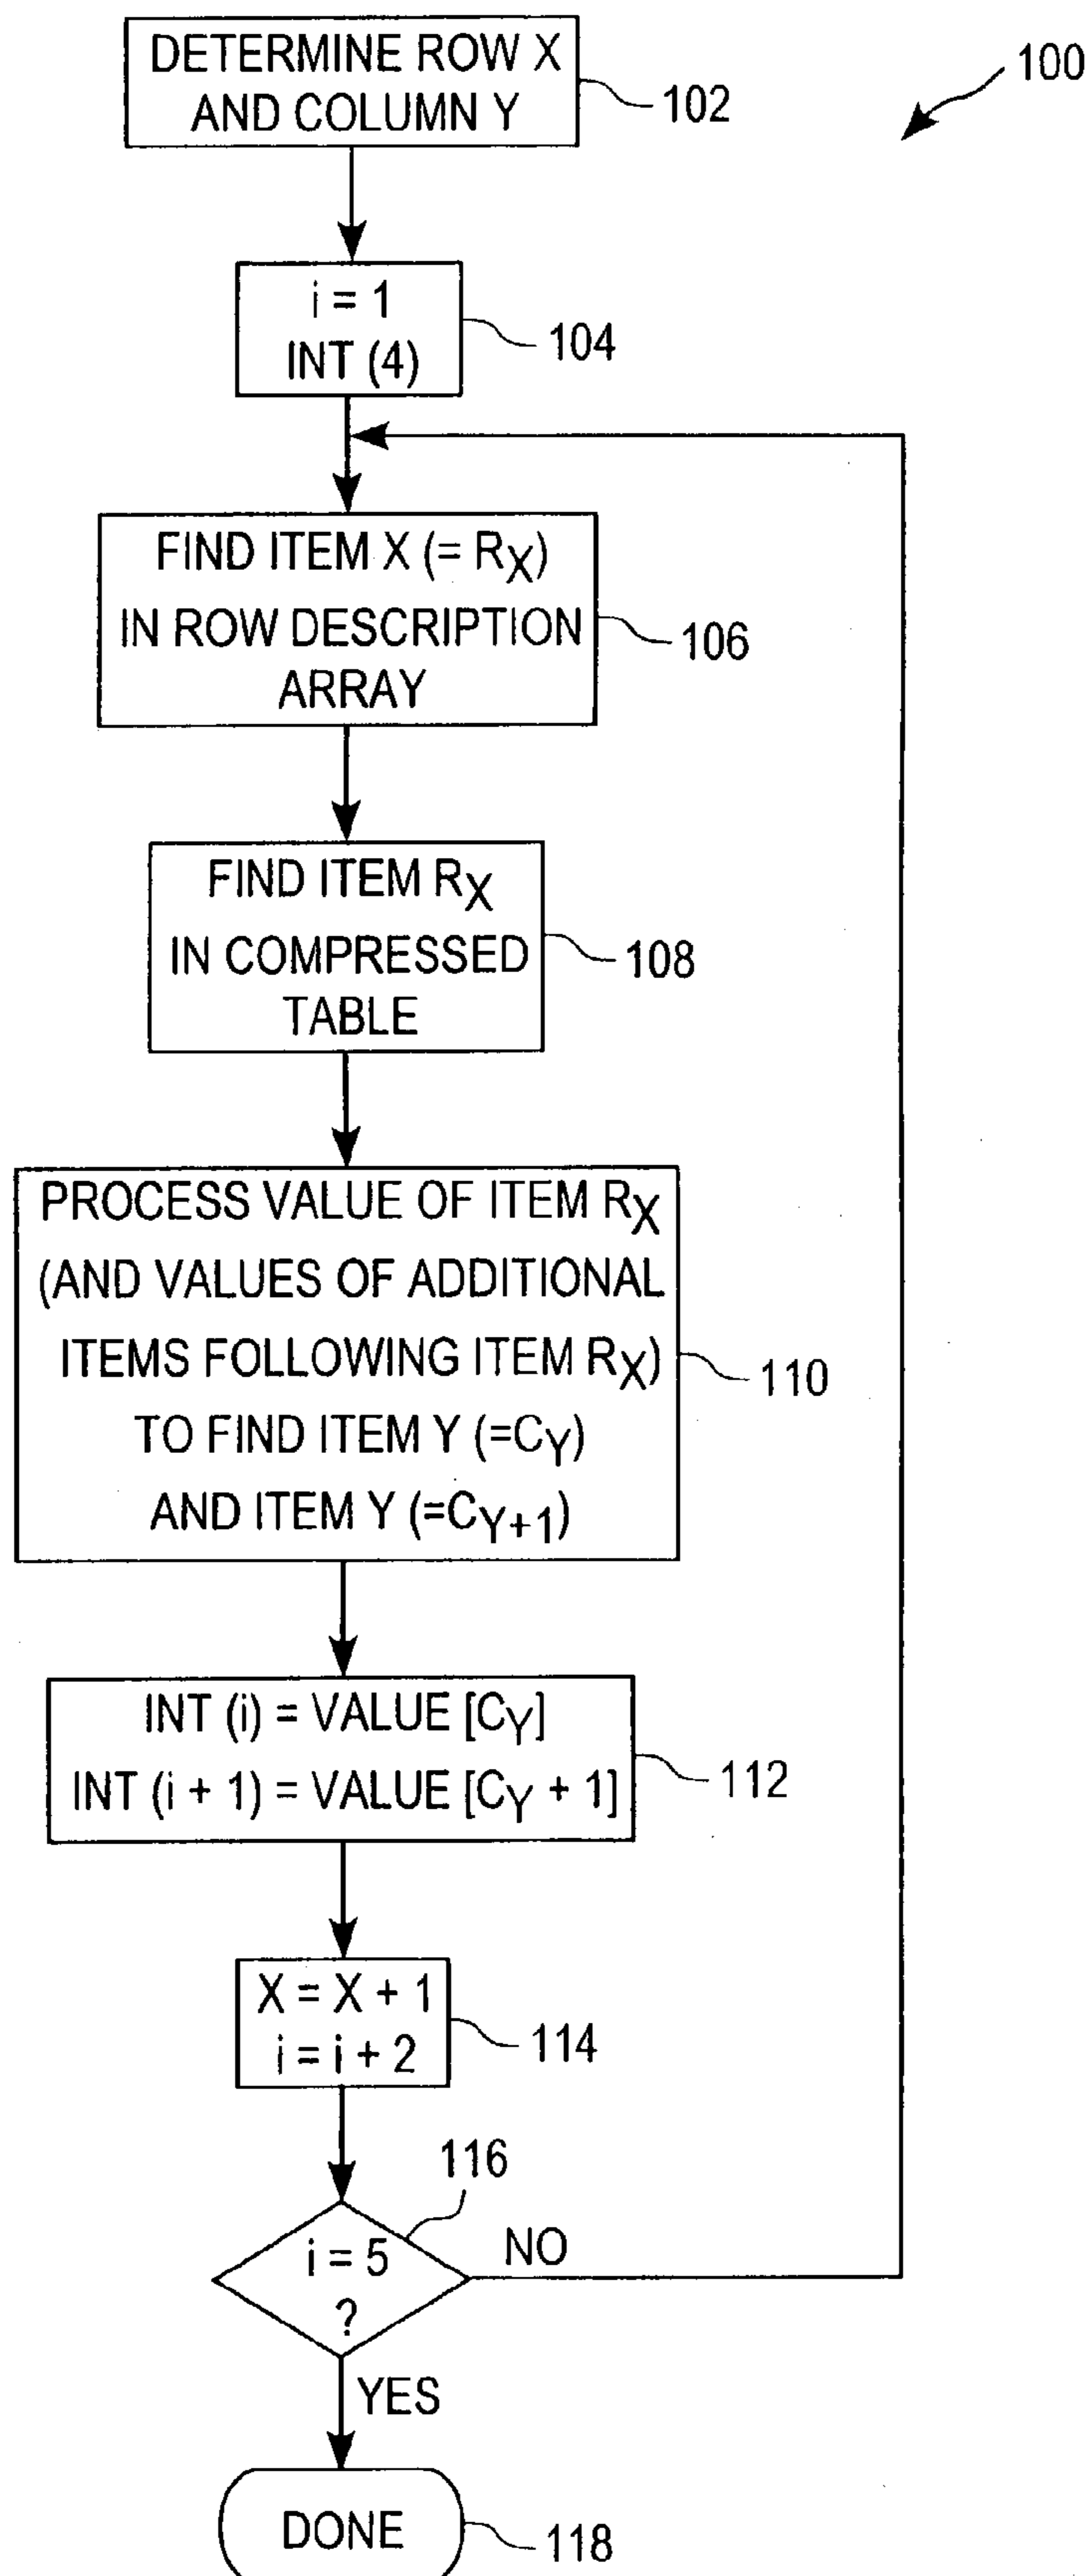 100
DETERMINE ROW X
AND COLUMN Y
102
i = 1
INT (4)
104
FIND ITEM X (= RX)
IN ROW DESCRIPTION
ARRAY
106
FIND ITEM RX
IN COMPRESSED
TABLE
108
PROCESS VALUE OF ITEM RX
(AND VALUES OF ADDITIONAL
ITEMS FOLLOWING ITEM RX)
TO FIND ITEM Y (=CY)
AND ITEM Y (=CY+1)
110
INT (i) = VALUE [CY]
INT (i + 1) = VALUE [CY + 1]
112
X = X + 1
i = i + 2
114
116
i = 5
?
NO
YES
DONE
118